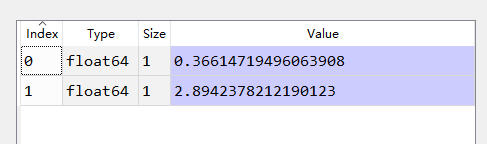 Index Type Size Value
0 float64 1 0.36614719496063908
1 float64 1 2.8942378212190123